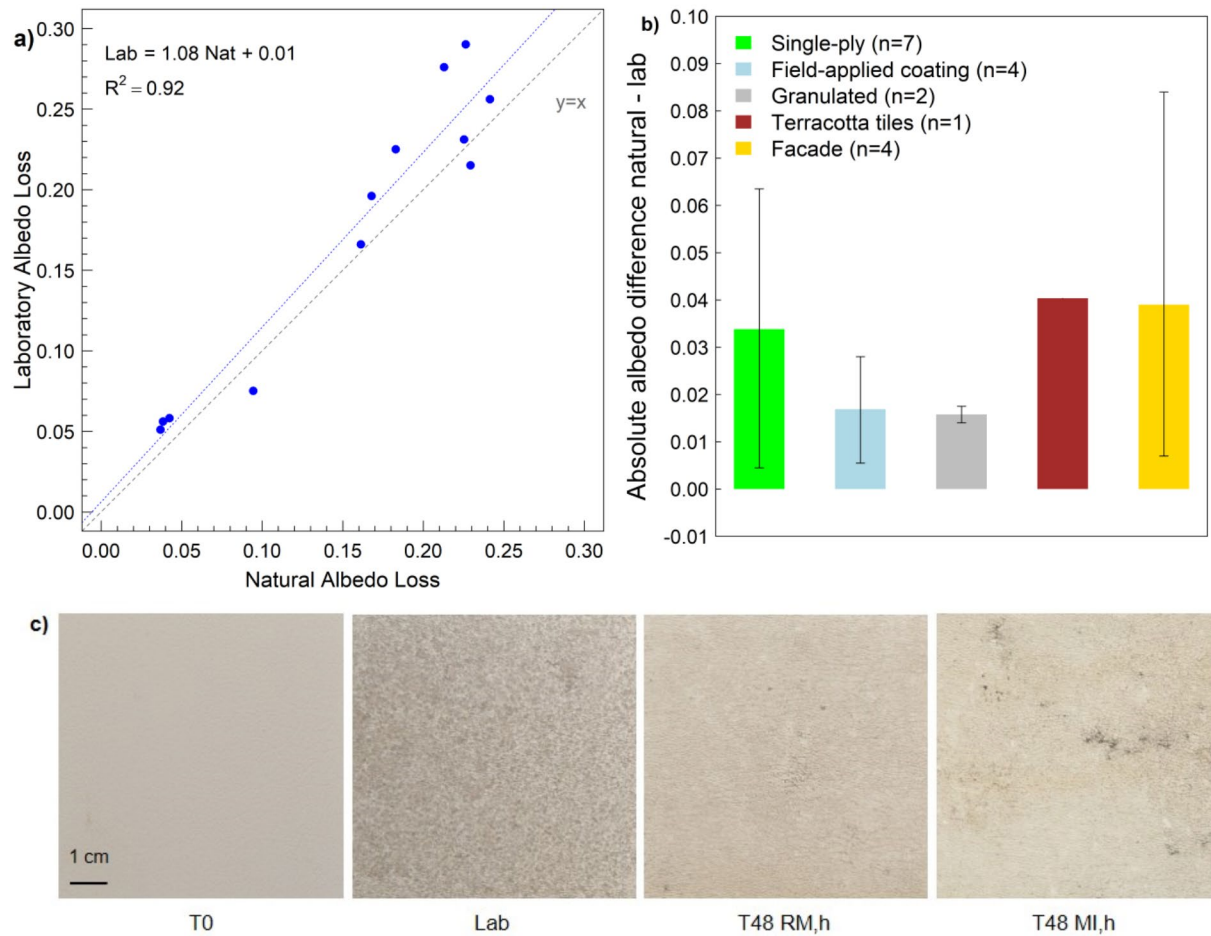 a)
Lab = 1.08 Nat + 0.01
R² = 0.92
y=x
0.30
0.25
0.20
0.15
0.10
0.05
0.00
Laboratory Albedo Loss
0.00 0.05 0.10 0.15 0.20 0.25 0.30
Natural Albedo Loss
b)
Single-ply (n=7)
Field-applied coating (n=4)
Granulated (n=2)
Terracotta tiles (n=1)
Facade (n=4)
0.10
0.09
0.08
0.07
0.06
0.05
0.04
0.03
0.02
0.01
0.00
-0.01
Absolute albedo difference natural - lab
c)
1 cm
T0 Lab T48 RM,h T48 MI,h